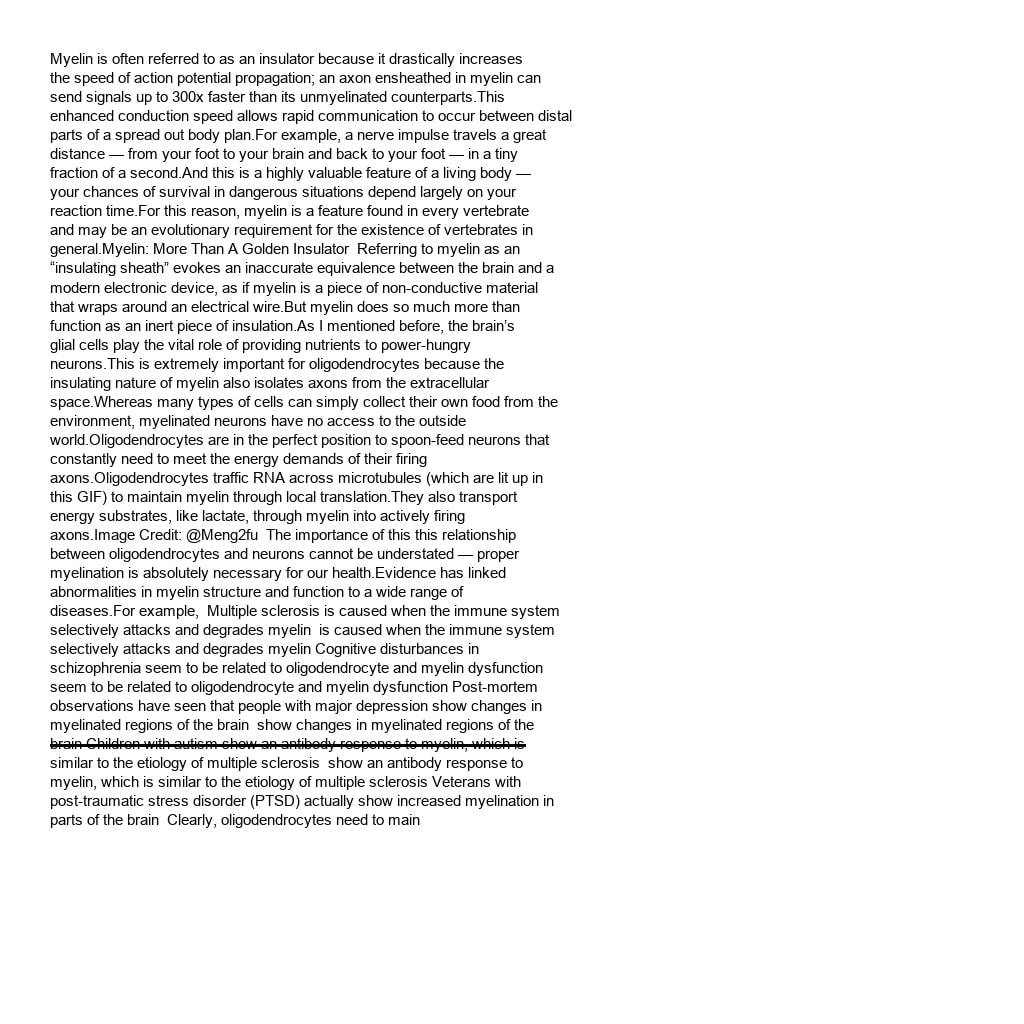 Myelin is often referred to as an insulator because it drastically increases
the speed of action potential propagation; an axon ensheathed in myelin can
send signals up to 300x faster than its unmyelinated counterparts.This
enhanced conduction speed allows rapid communication to occur between distal
parts of a spread out body plan.For example, a nerve impulse travels a great
distance — from your foot to your brain and back to your foot — in a tiny
fraction of a second.And this is a highly valuable feature of a living body —
your chances of survival in dangerous situations depend largely on your
reaction time.For this reason, myelin is a feature found in every vertebrate
and may be an evolutionary requirement for the existence of vertebrates in
general.Myelin: More Than A Golden Insulator  Referring to myelin as an
“insulating sheath” evokes an inaccurate equivalence between the brain and a
modern electronic device, as if myelin is a piece of non-conductive material
that wraps around an electrical wire.But myelin does so much more than
function as an inert piece of insulation.As I mentioned before, the brain’s
glial cells play the vital role of providing nutrients to power-hungry
neurons.This is extremely important for oligodendrocytes because the
insulating nature of myelin also isolates axons from the extracellular
space.Whereas many types of cells can simply collect their own food from the
environment, myelinated neurons have no access to the outside
world.Oligodendrocytes are in the perfect position to spoon-feed neurons that
constantly need to meet the energy demands of their firing
axons.Oligodendrocytes traffic RNA across microtubules (which are lit up in
this GIF) to maintain myelin through local translation.They also transport
energy substrates, like lactate, through myelin into actively firing
axons.Image Credit: @Meng2fu  The importance of this this relationship
between oligodendrocytes and neurons cannot be understated — proper
myelination is absolutely necessary for our health.Evidence has linked
abnormalities in myelin structure and function to a wide range of
diseases.For example,  Multiple sclerosis is caused when the immune system
selectively attacks and degrades myelin  is caused when the immune system
selectively attacks and degrades myelin Cognitive disturbances in
schizophrenia seem to be related to oligodendrocyte and myelin dysfunction
seem to be related to oligodendrocyte and myelin dysfunction Post-mortem
observations have seen that people with major depression show changes in
myelinated regions of the brain  show changes in myelinated regions of the
brain Children with autism show an antibody response to myelin, which is
similar to the etiology of multiple sclerosis  show an antibody response to
myelin, which is similar to the etiology of multiple sclerosis Veterans with
post-traumatic stress disorder (PTSD) actually show increased myelination in
parts of the brain  Clearly, oligodendrocytes need to main